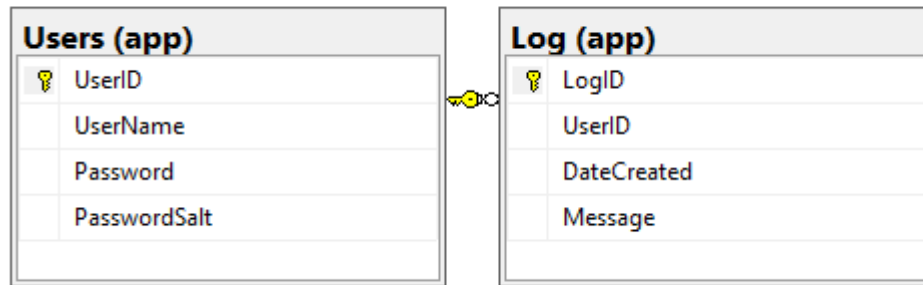 Users (app)
UserID
UserName
Password
PasswordSalt
Log (app)
LogID
UserID
DateCreated
Message